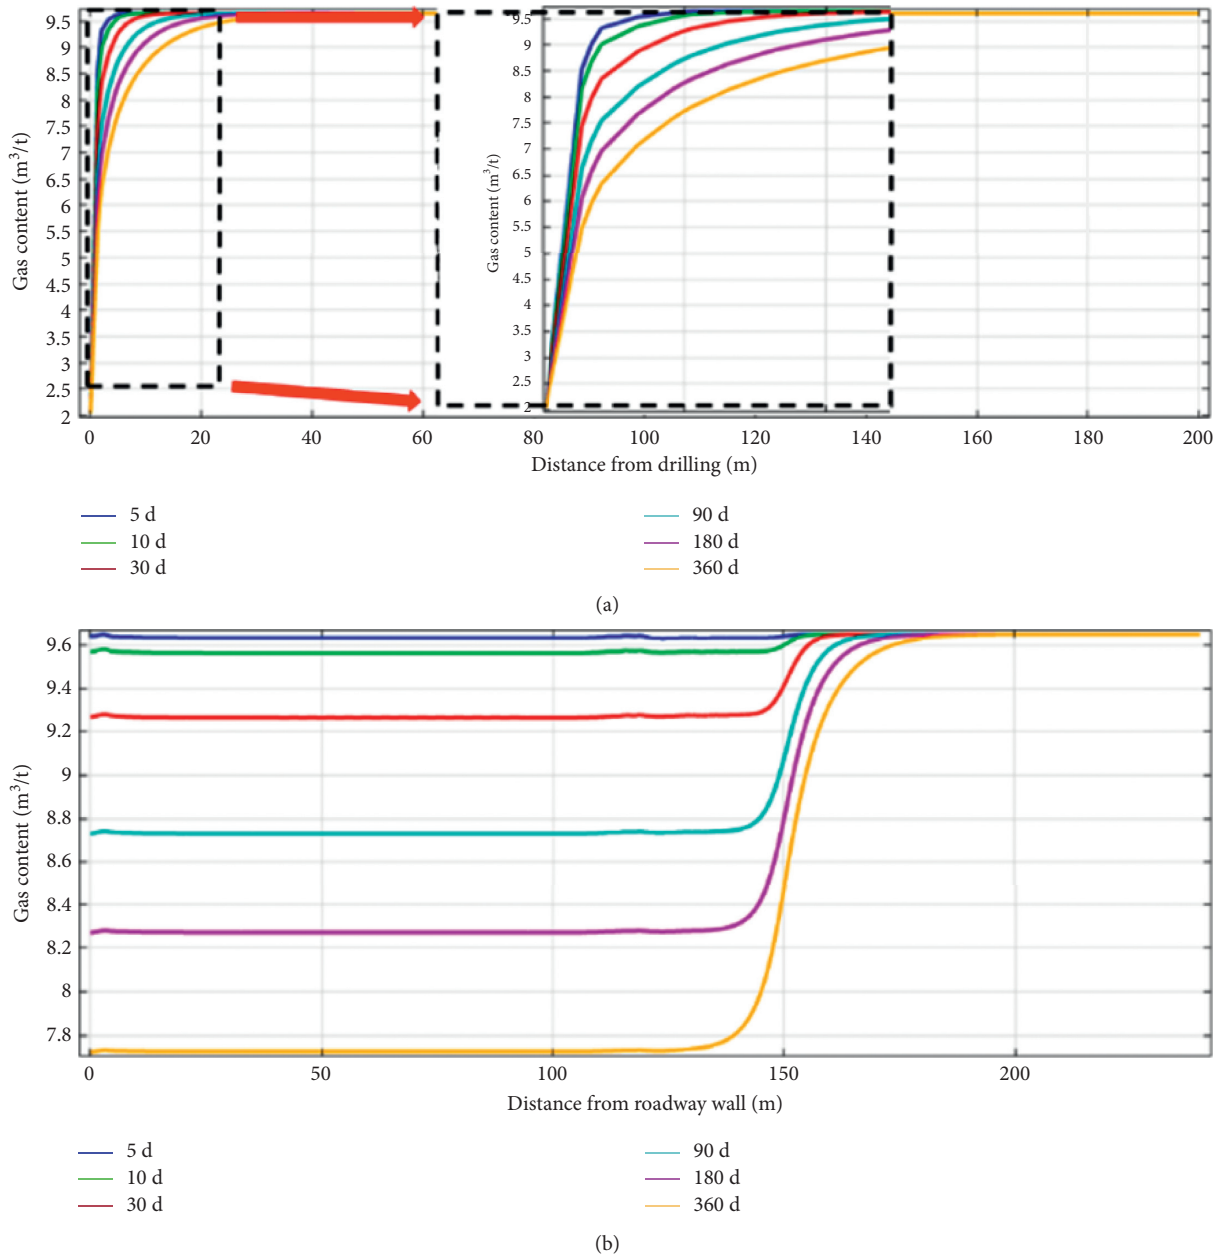 9.5
9
8.5
8
7.5
7
6.5
6
5.5
5
4.5
4
3.5
3
2.5
2
Gas content (m³/t)
9.5
9
8.5
8
7.5
7
6.5
6
5.5
5
4.5
4
3.5
3
2.5
2
Gas content (m³/t)
0 20 40 60 80 100 120 140 160 180 200
Distance from drilling (m)
5 d 90 d
10 d 180 d
30 d 360 d
(a)
9.6
9.4
9.2
9
8.8
8.6
8.4
8.2
8
7.8
Gas content (m³/t)
0 50 100 150 200
Distance from roadway wall (m)
5 d 90 d
10 d 180 d
30 d 360 d
(b)